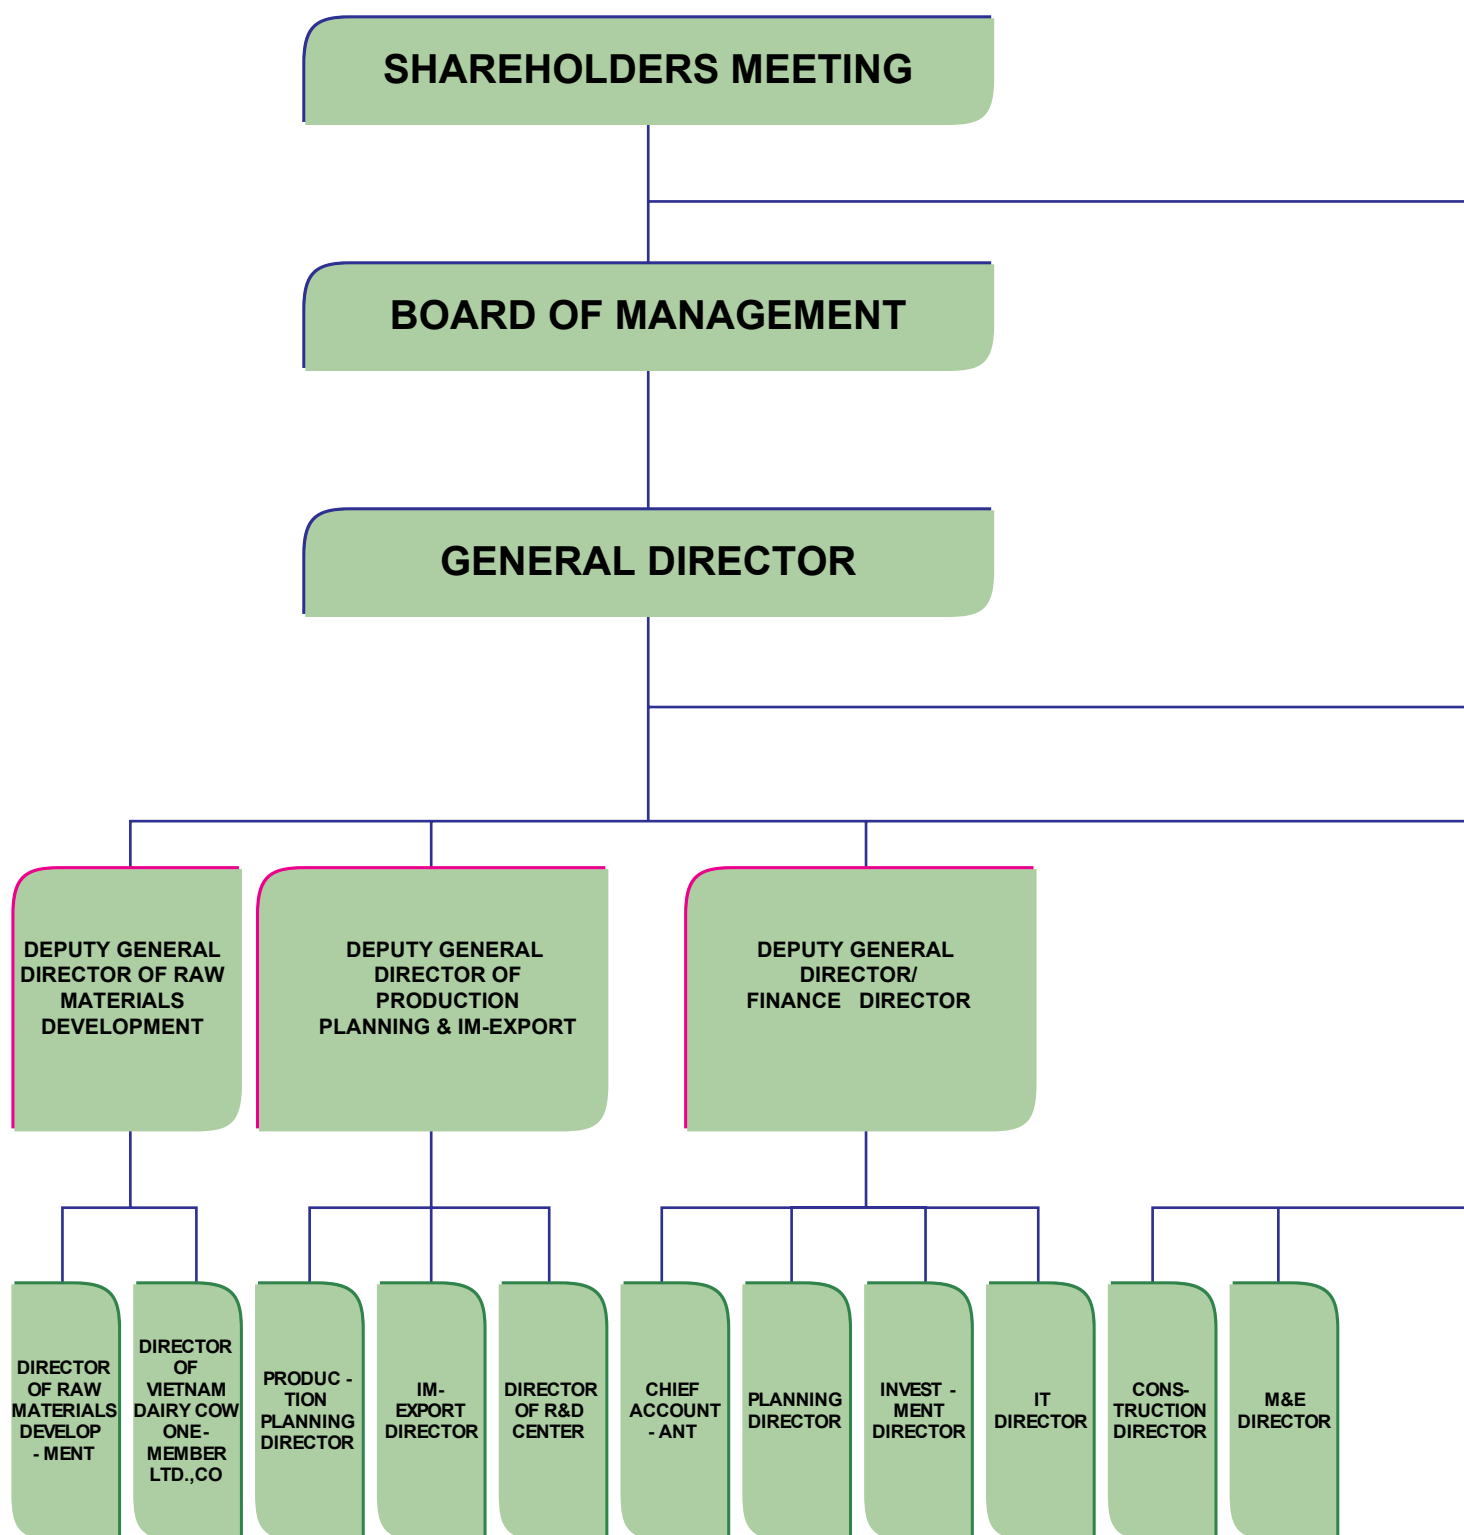 SHAREHOLDERS MEETING
BOARD OF MANAGEMENT
GENERAL DIRECTOR
DEPUTY GENERAL
DIRECTOR OF RAW
MATERIALS
DEVELOPMENT
DEPUTY GENERAL
DIRECTOR OF
PRODUCTION
PLANNING & IM-EXPORT
DEPUTY GENERAL
DIRECTOR/
FINANCE DIRECTOR
DIRECTOR
OF RAW
MATERIALS
DEVELOP
- MENT
DIRECTOR
OF
VIETNAM
DAIRY COW
ONE-
MEMBER
LTD.,CO
PRODUC -
TION
PLANNING
DIRECTOR
IM-
EXPORT
DIRECTOR
DIRECTOR
OF R&D
CENTER
CHIEF
ACCOUNT
- ANT
PLANNING
DIRECTOR
INVEST -
MENT
DIRECTOR
IT
DIRECTOR
CONS-
TRUCTION
DIRECTOR
M&E
DIRECTOR